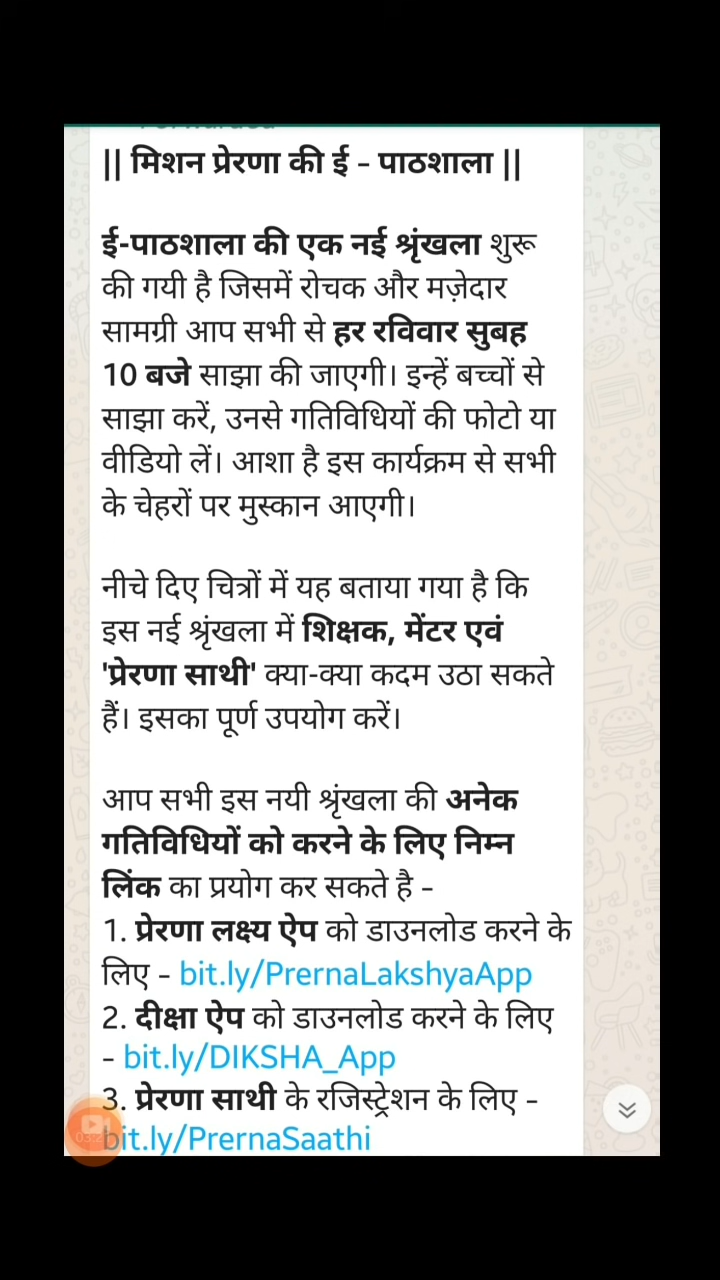 || मिशन प्रेरणा की ई - पाठशाला ||
ई-पाठशाला की एक नई श्रृंखला शुरू
की गयी है जिसमें रोचक और मज़ेदार
सामग्री आप सभी से हर रविवार सुबह
10 बजे साझा की जाएगी। इन्हें बच्चों से
साझा करें, उनसे गतिविधियों की फोटो या
वीडियो लें। आशा है इस कार्यक्रम से सभी
के चेहरों पर मुस्कान आएगी।
नीचे दिए चित्रों में यह बताया गया है कि
इस नई श्रृंखला में शिक्षक, मेंटर एवं
'प्रेरणा साथी' क्या-क्या कदम उठा सकते
हैं। इसका पूर्ण उपयोग करें।
आप सभी इस नयी श्रृंखला की अनेक
गतिविधियों को करने के लिए निम्न
लिंक का प्रयोग कर सकते है -
1. प्रेरणा लक्ष्य ऐप को डाउनलोड करने के
लिए - bit.ly/PrernaLakshyaApp
2. दीक्षा ऐप को डाउनलोड करने के लिए
- bit.ly/DIKSHA_App
3. प्रेरणा साथी के रजिस्ट्रेशन के लिए -
bit.ly/PrernaSaathi